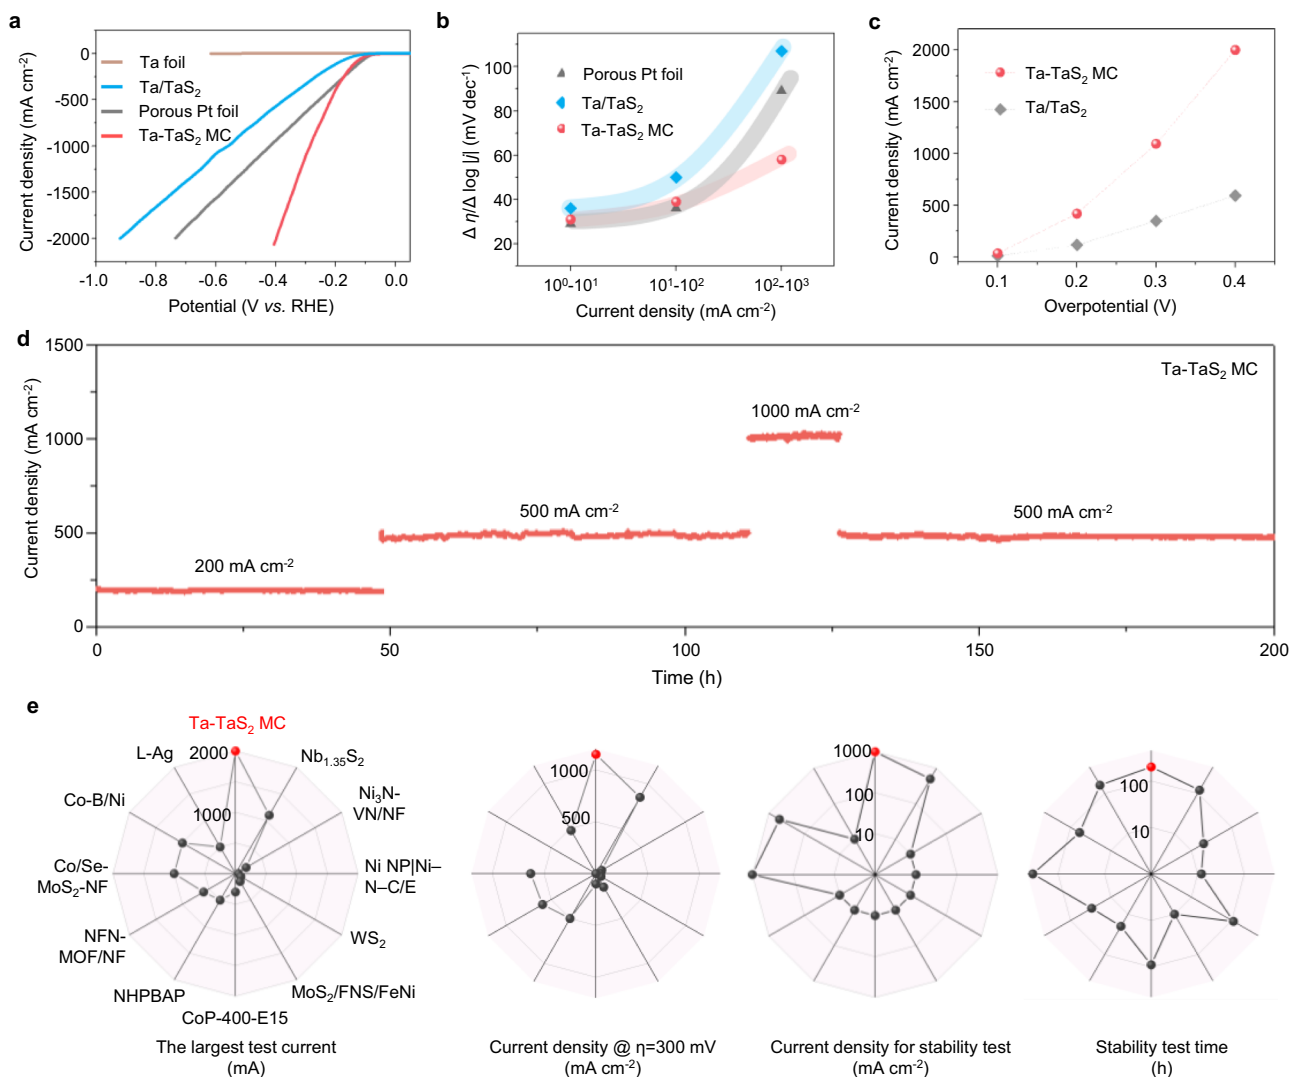 a
0
-500
-1000
-1500
-2000
Current density (mA cm⁻²)
Ta foil
Ta/TaS₂
Porous Pt foil
Ta-TaS₂ MC
-1.0 -0.8 -0.6 -0.4 -0.2 0.0
Potential (V vs. RHE)
b
100
80
60
40
20
Δ η/Δ log |j| (mV dec⁻¹)
Porous Pt foil
Ta/TaS₂
Ta-TaS₂ MC
10⁰-10¹ 10¹-10² 10²-10³
Current density (mA cm⁻²)
c
2000
1500
1000
500
0
Current density (mA cm⁻²)
Ta-TaS₂ MC
Ta/TaS₂
0.1 0.2 0.3 0.4
Overpotential (V)
d
1500
1000
500
0
Current density (mA cm⁻²)
Ta-TaS₂ MC
200 mA cm⁻²
500 mA cm⁻²
1000 mA cm⁻²
500 mA cm⁻²
0 50 100 150 200
Time (h)
e
Ta-TaS₂ MC
Nb₁.₃₅S₂
Ni₃N-
VN/NF
Ni NP|Ni–
N–C/E
WS₂
MoS₂/FNS/FeNi
CoP-400-E15
NHPBAP
NFN-
MOF/NF
Co/Se-
MoS₂-NF
Co-B/Ni
L-Ag
2000
1000
The largest test current
(mA)
1000
500
Current density @ η=300 mV
(mA cm⁻²)
1000
100
10
Current density for stability test
(mA cm⁻²)
100
10
Stability test time
(h)